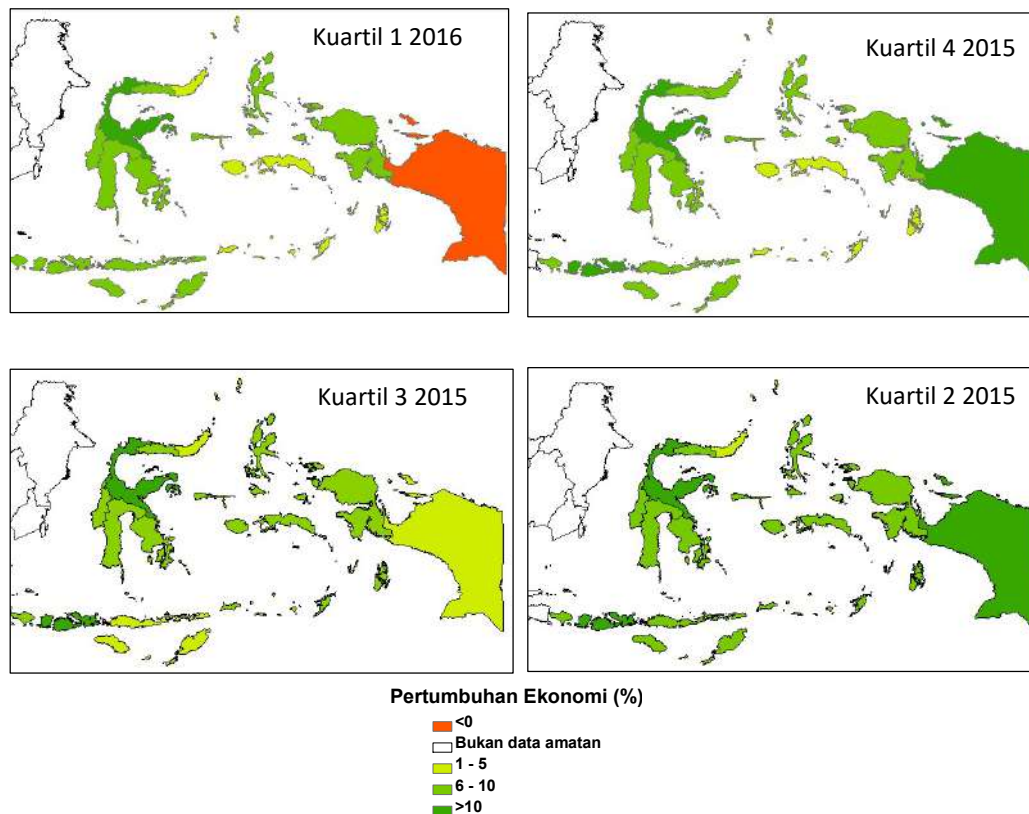 Kuartil 1 2016
Kuartil 4 2015
Kuartil 3 2015
Kuartil 2 2015
Pertumbuhan Ekonomi (%)
<0
Bukan data amatan
1 - 5
6 - 10
>10